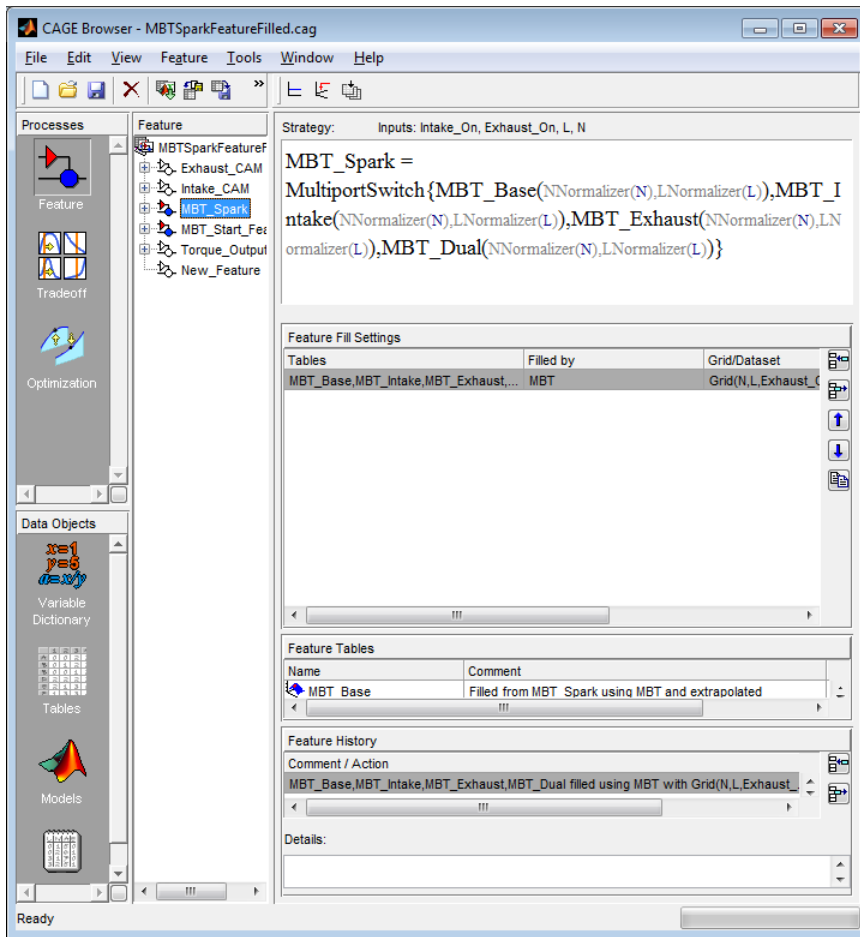 CAGE Browser - MBTSparkFeatureFilled.cag
File Edit View Feature Tools Window Help
»
Processes
Feature
Tradeoff
Optimization
Data Objects
x=1
y=5
a=x/y
Variable
Dictionary
Tables
Models
Feature
MBTSparkFeatureF
Exhaust_CAM
Intake_CAM
MBT_Spark
MBT_Start_Fea
Torque_Output
New_Feature
Strategy: Inputs: Intake_On, Exhaust_On, L, N
MBT_Spark =
MultiportSwitch{MBT_Base(NNormalizer(N),LNormalizer(L)),MBT_I
ntake(NNormalizer(N),LNormalizer(L)),MBT_Exhaust(NNormalizer(N),LN
ormalizer(L)),MBT_Dual(NNormalizer(N),LNormalizer(L))}
Feature Fill Settings
Tables Filled by Grid/Dataset
MBT_Base,MBT_Intake,MBT_Exhaust,... MBT Grid(N,L,Exhaust_
Feature Tables
Name Comment
MBT_Base Filled from MBT_Spark using MBT and extrapolated
Feature History
Comment / Action
MBT_Base,MBT_Intake,MBT_Exhaust,MBT_Dual filled using MBT with Grid(N,L,Exhaust_
Details:
Ready